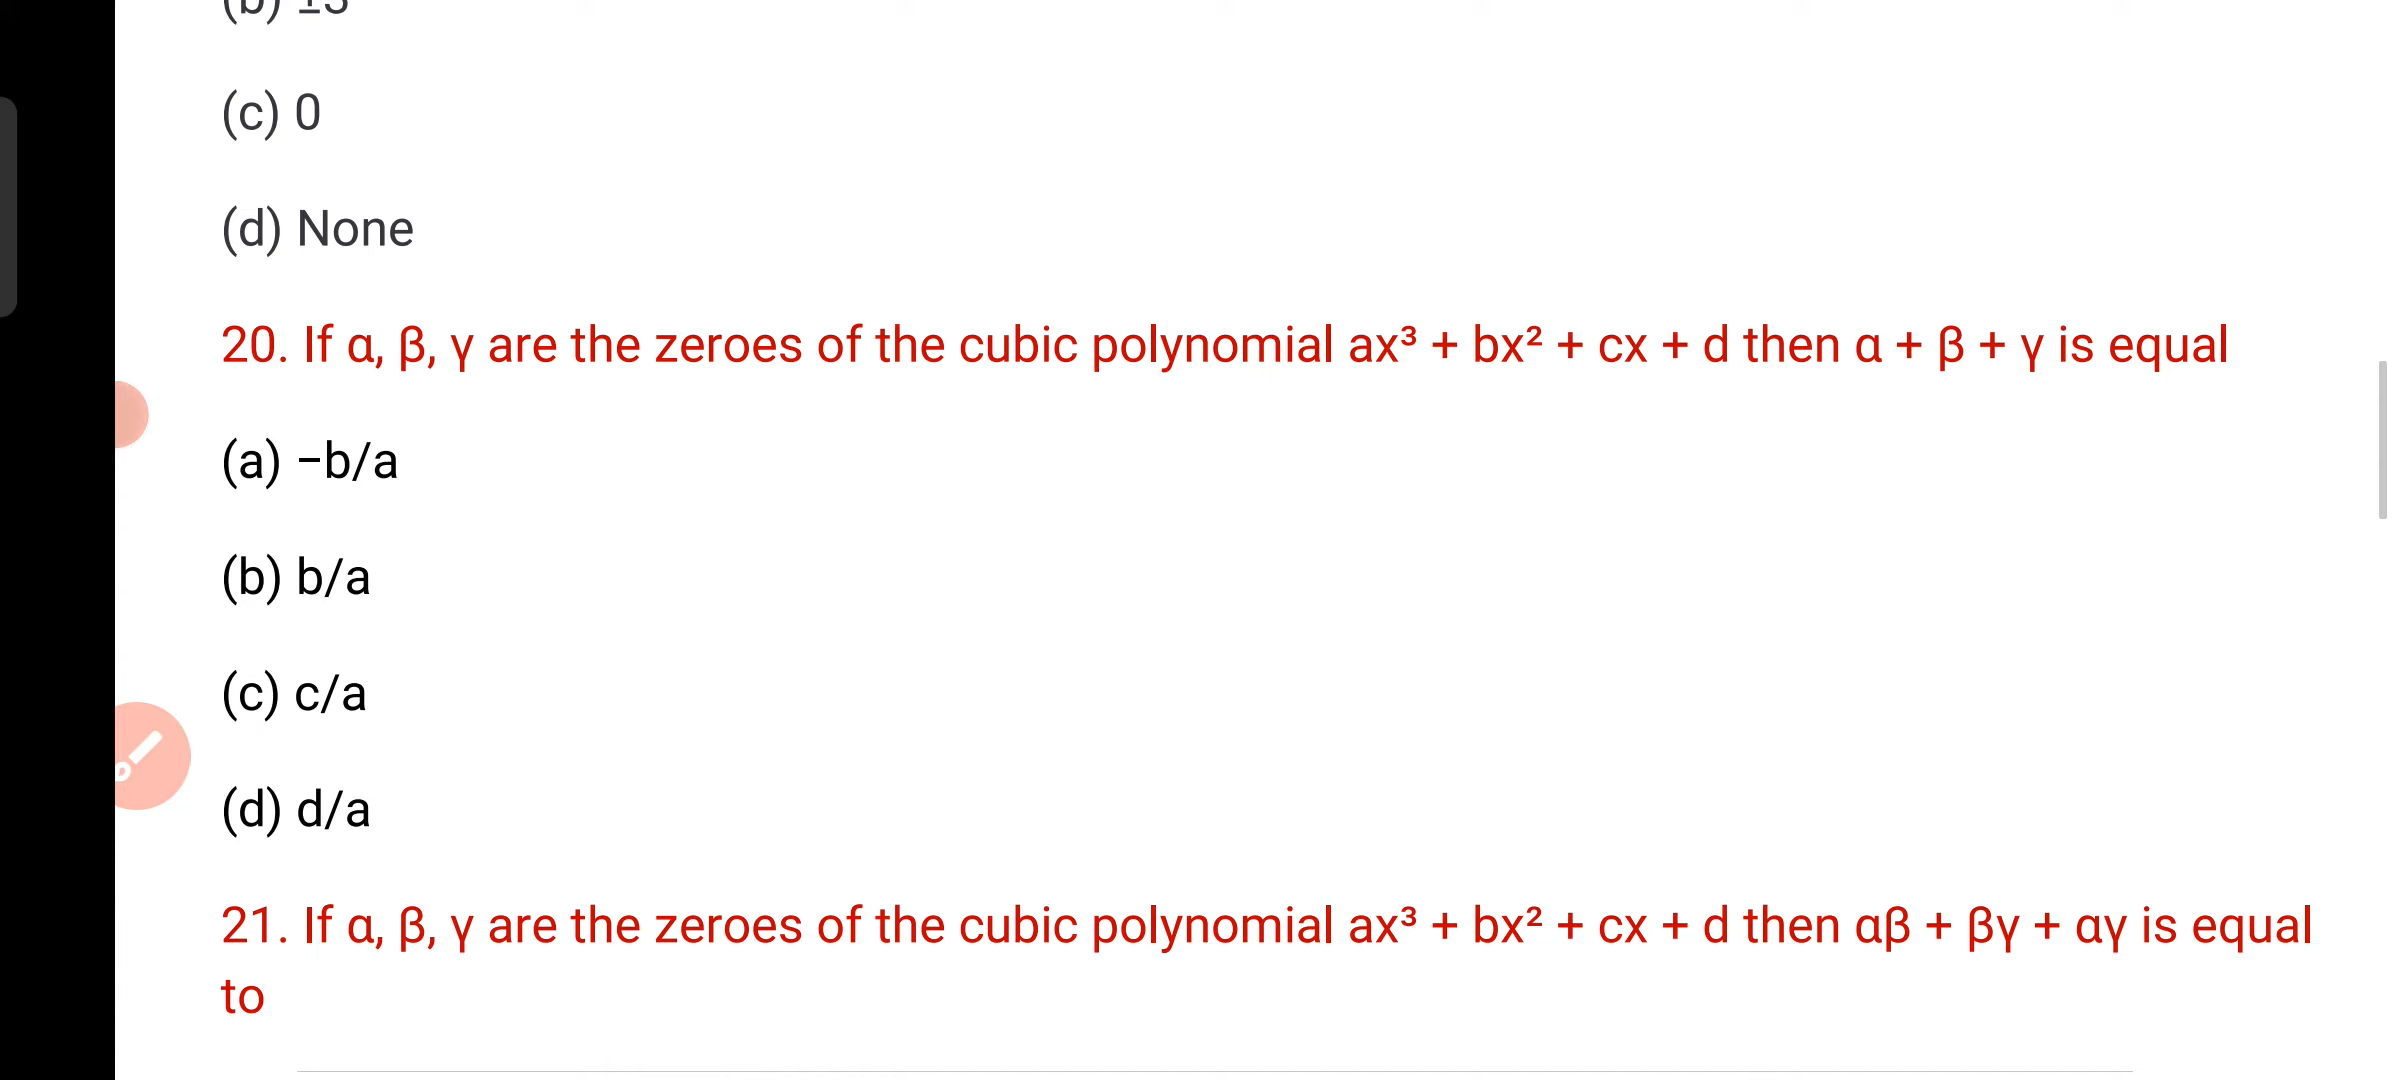 (b) ±3
(c) 0
(d) None
20. If α, β, γ are the zeroes of the cubic polynomial ax³ + bx² + cx + d then α + β + γ is equal
(a) −b/a
(b) b/a
(c) c/a
(d) d/a
21. If α, β, γ are the zeroes of the cubic polynomial ax³ + bx² + cx + d then αβ + βγ + αγ is equal
to